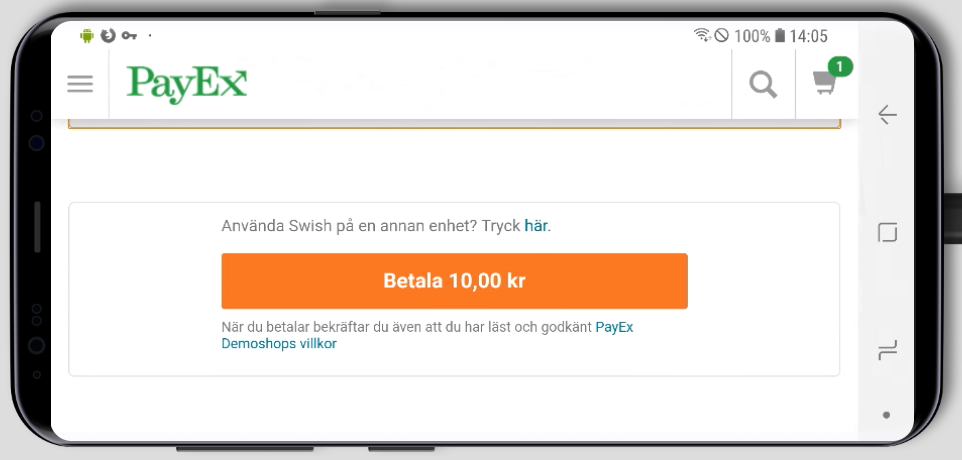 100% 14:05
PayEx
1
Använda Swish på en annan enhet? Tryck här.
Betala 10,00 kr
När du betalar bekräftar du även att du har läst och godkänt PayEx
Demoshops villkor